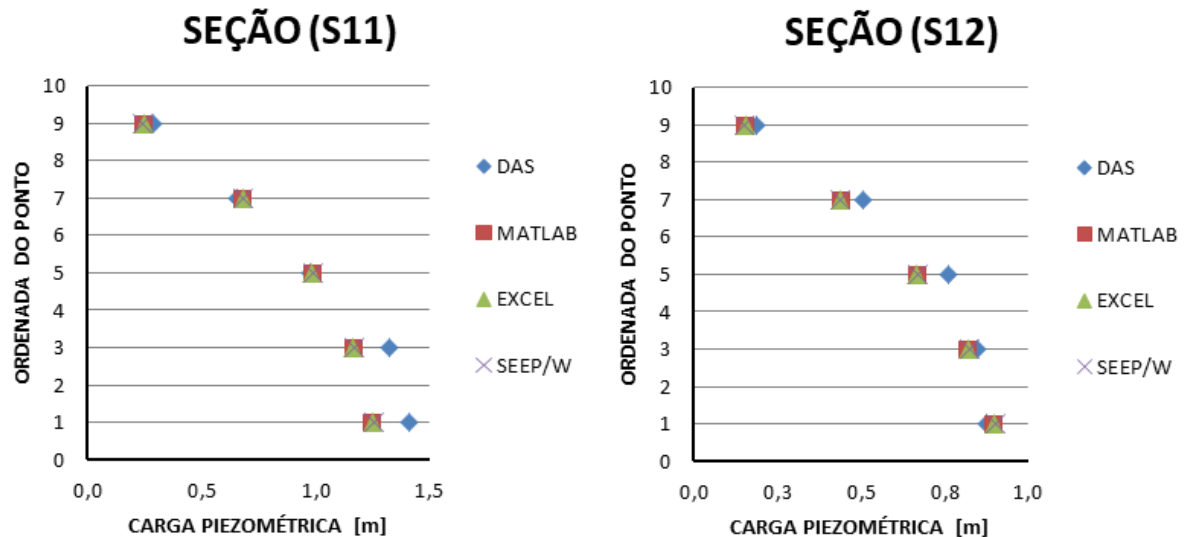 SEÇÃO (S11)
10
9
8
7
6
5
4
3
2
1
0
ORDENADA DO PONTO
0,0 0,5 1,0 1,5
CARGA PIEZOMÉTRICA [m]
DAS
MATLAB
EXCEL
SEEP/W
SEÇÃO (S12)
10
9
8
7
6
5
4
3
2
1
0
ORDENADA DO PONTO
0,0 0,3 0,5 0,8 1,0
CARGA PIEZOMÉTRICA [m]
DAS
MATLAB
EXCEL
SEEP/W